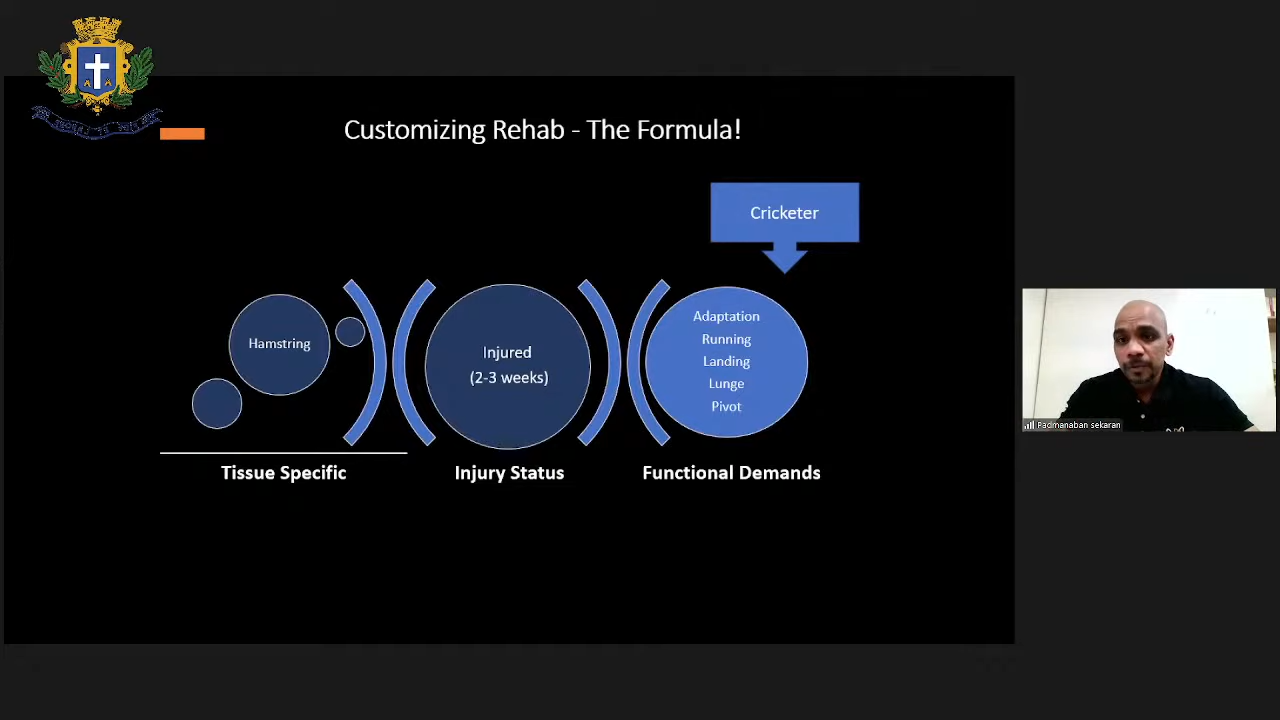 Customizing Rehab - The Formula!
Cricketer
Hamstring
Injured
(2-3 weeks)
Adaptation
Running
Landing
Lunge
Pivot
Tissue Specific
Injury Status
Functional Demands
Padmanaban sekaran